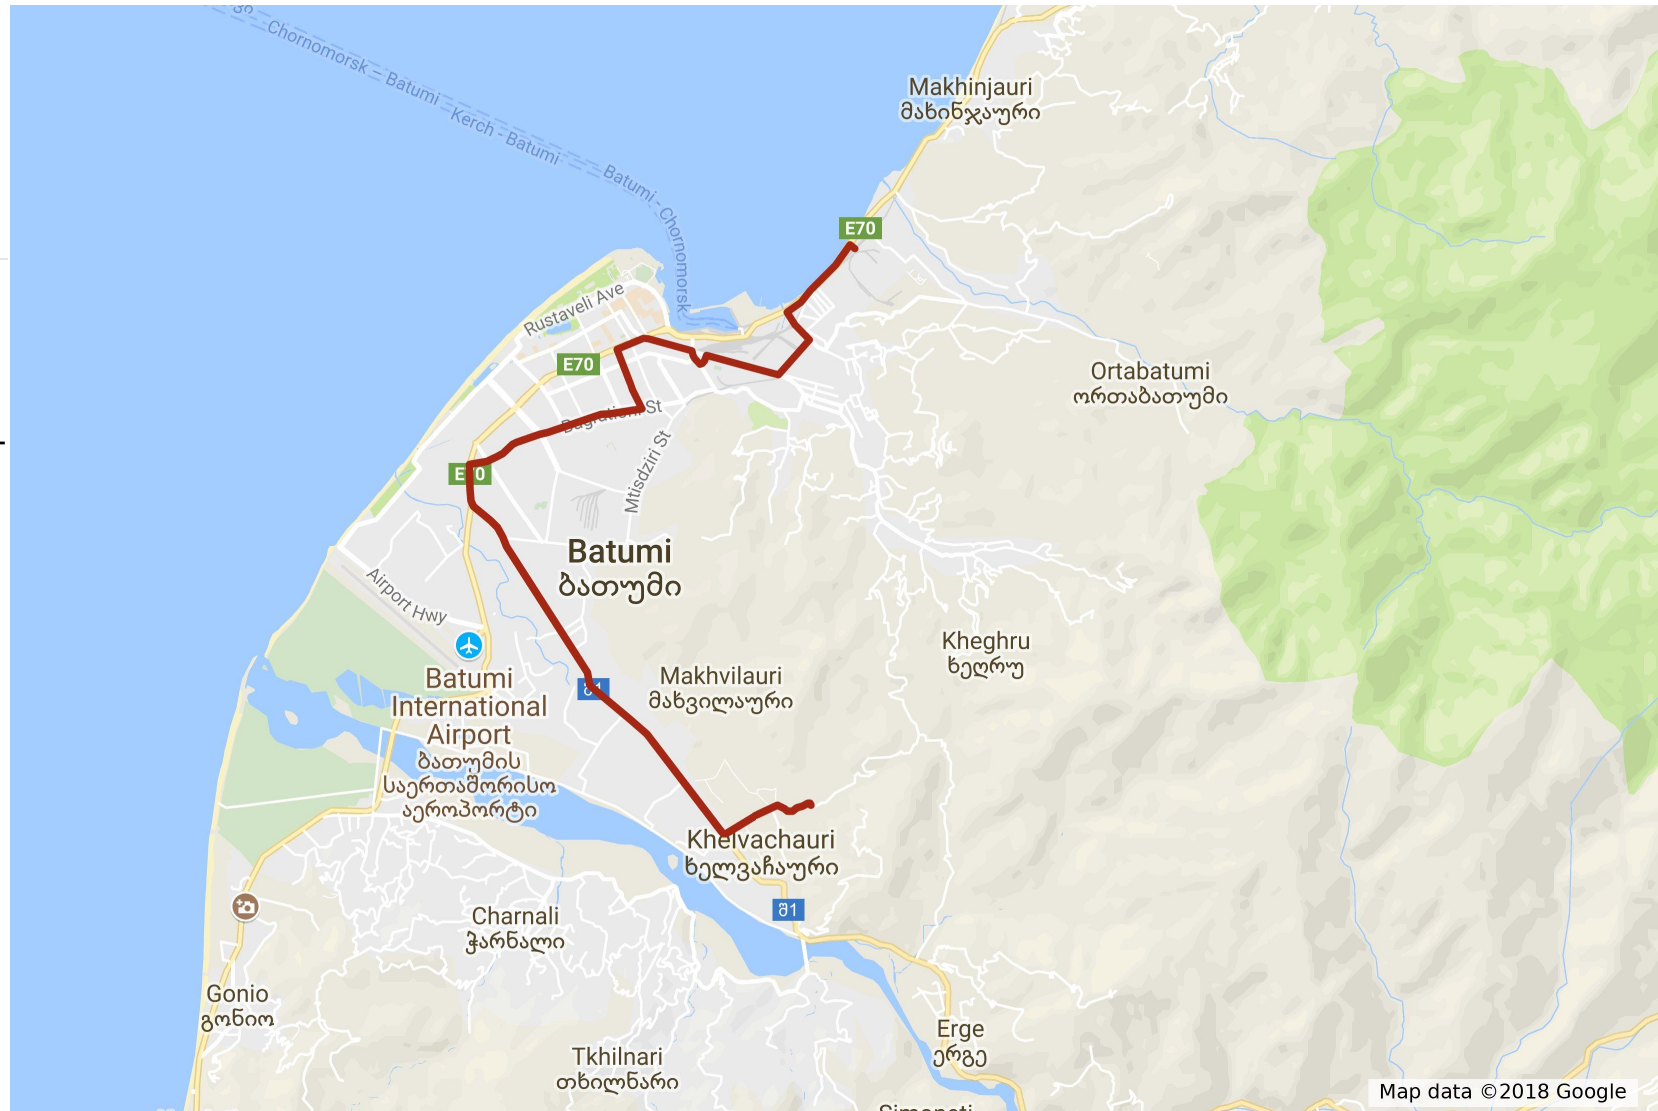 Chornomorsk – Batumi
Kerch - Batumi
Batumi - Chornomorsk
Makhinjauri
მახინჯაური
E70
Rustaveli Ave
E70
Ortabatumi
ორთაბათუმი
Bagrationi St
Mtisdziri St
E70
Batumi
ბათუმი
Airport Hwy
Kheghru
ხეღრუ
Makhvilauri
მახვილაური
Batumi
International
Airport
ბათუმის
საერთაშორისო
აეროპორტი
შ1
Khelvachauri
ხელვაჩაური
შ1
Charnali
ჭარნალი
Gonio
გონიო
Erge
ერგე
Tkhilnari
თხილნარი
Map data ©2018 Google